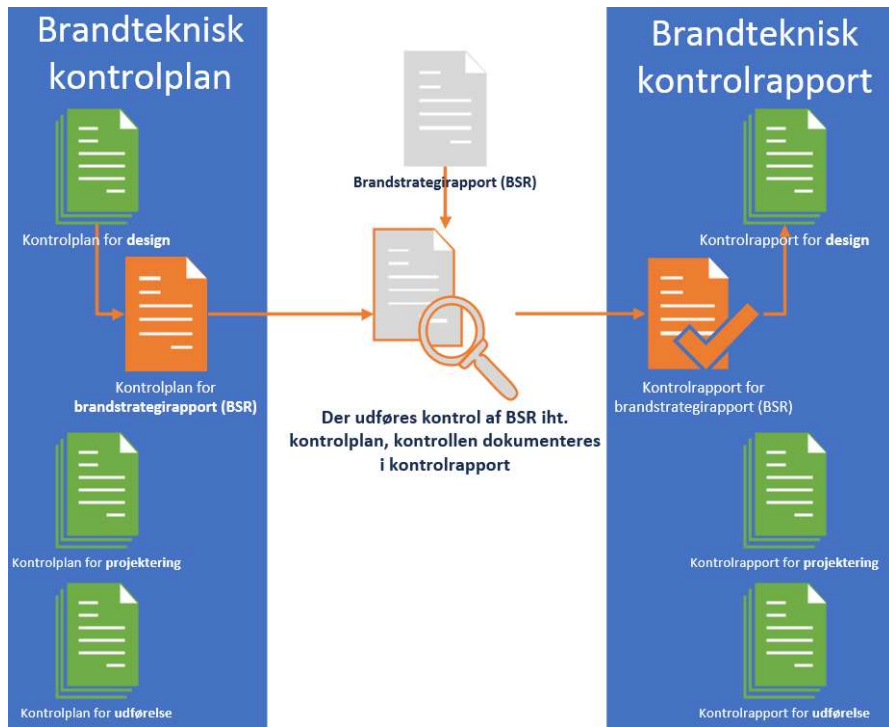 Brandteknisk
kontrolplan
Kontrolplan for design
Kontrolplan for
brandstrategirapport (BSR)
Kontrolplan for projektering
Kontrolplan for udførelse
Brandstrategirapport (BSR)
Der udføres kontrol af BSR iht.
kontrolplan, kontrollen dokumenteres
i kontrolrapport
Brandteknisk
kontrolrapport
Kontrolrapport for design
Kontrolrapport for
brandstrategirapport (BSR)
Kontrolrapport for projektering
Kontrolrapport for udførelse